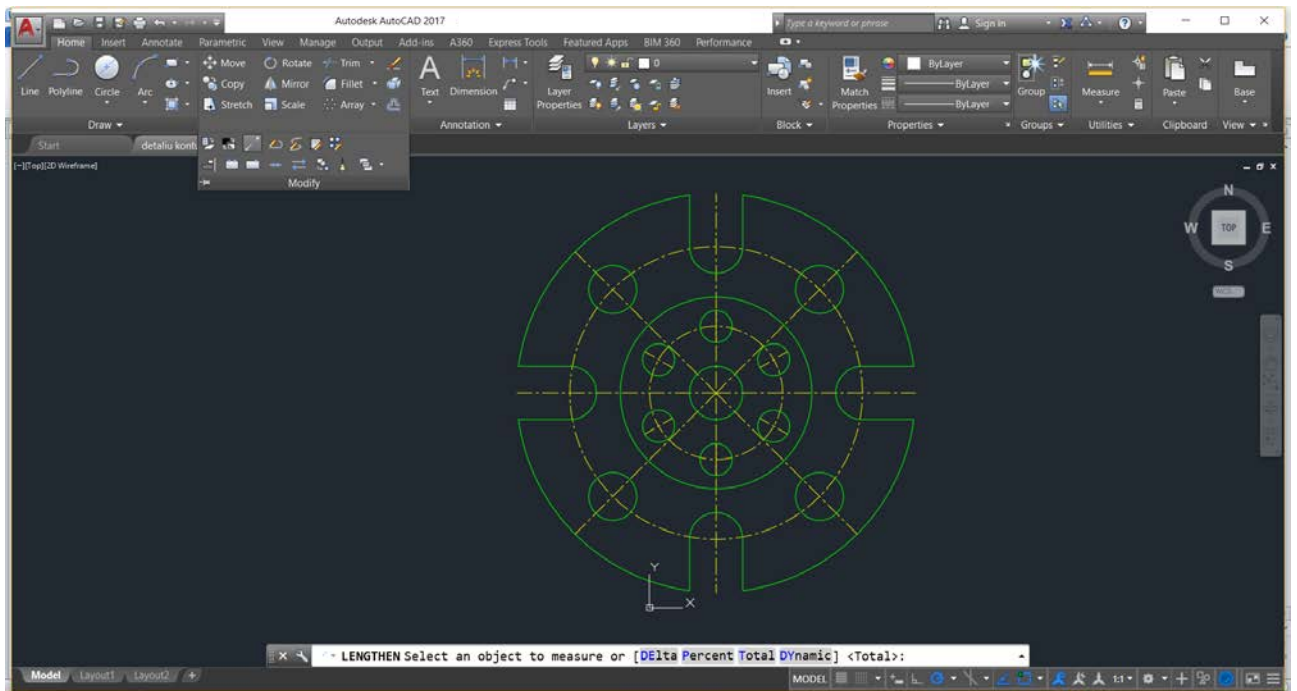 Autodesk AutoCAD 2017
Type a keyword or phrase
Sign In
Home Insert Annotate Parametric View Manage Output Add-ins A360 Express Tools Featured Apps BIM 360 Performance
Line Polyline Circle Arc
Move Rotate Trim
Copy Mirror Fillet
Stretch Scale Array
Text Dimension
Layer Properties
0
Insert
Match Properties
ByLayer
ByLayer
ByLayer
Group
Measure
Paste
Base
Draw Annotation Layers Block Properties Groups Utilities Clipboard View
Start detaliu
Modify
[-][Top][2D Wireframe]
N
W TOP E
S
Y
X
LENGTHEN Select an object to measure or [DElta Percent Total DYnamic] <Total>:
Model Layout1 Layout2 +
MODEL
1:1